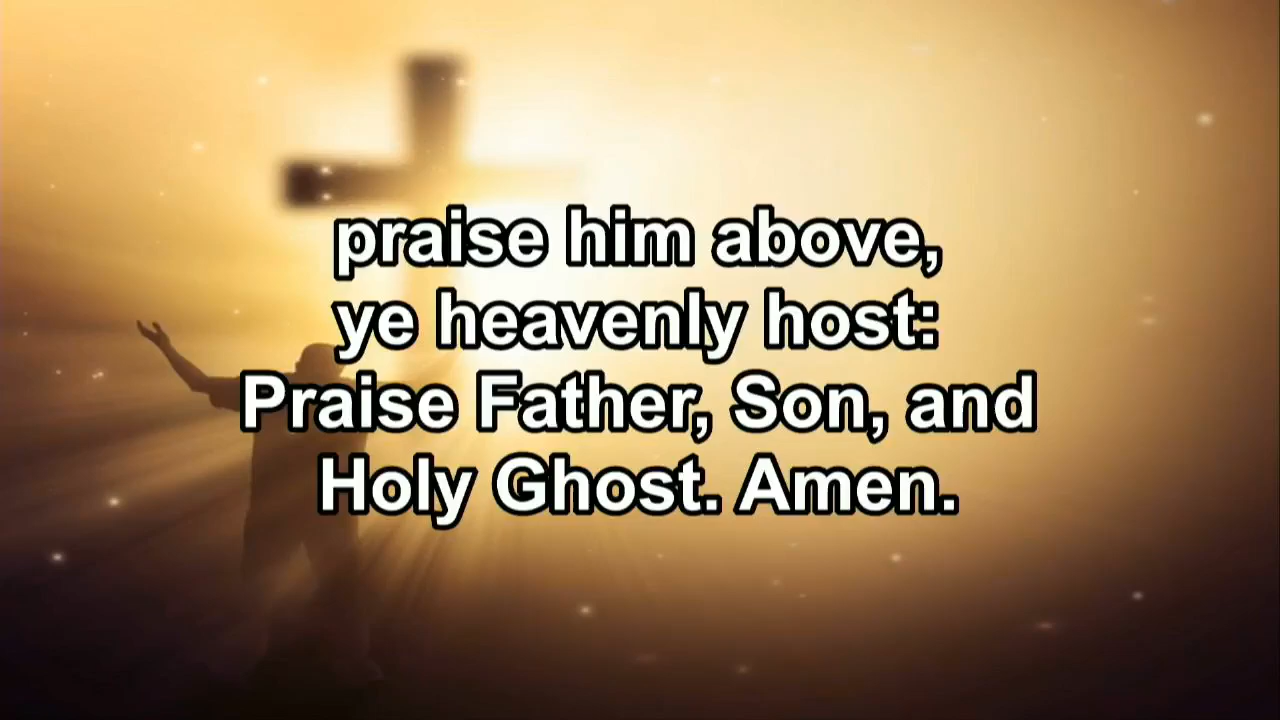 praise him above,
ye heavenly host:
Praise Father, Son, and
Holy Ghost. Amen.